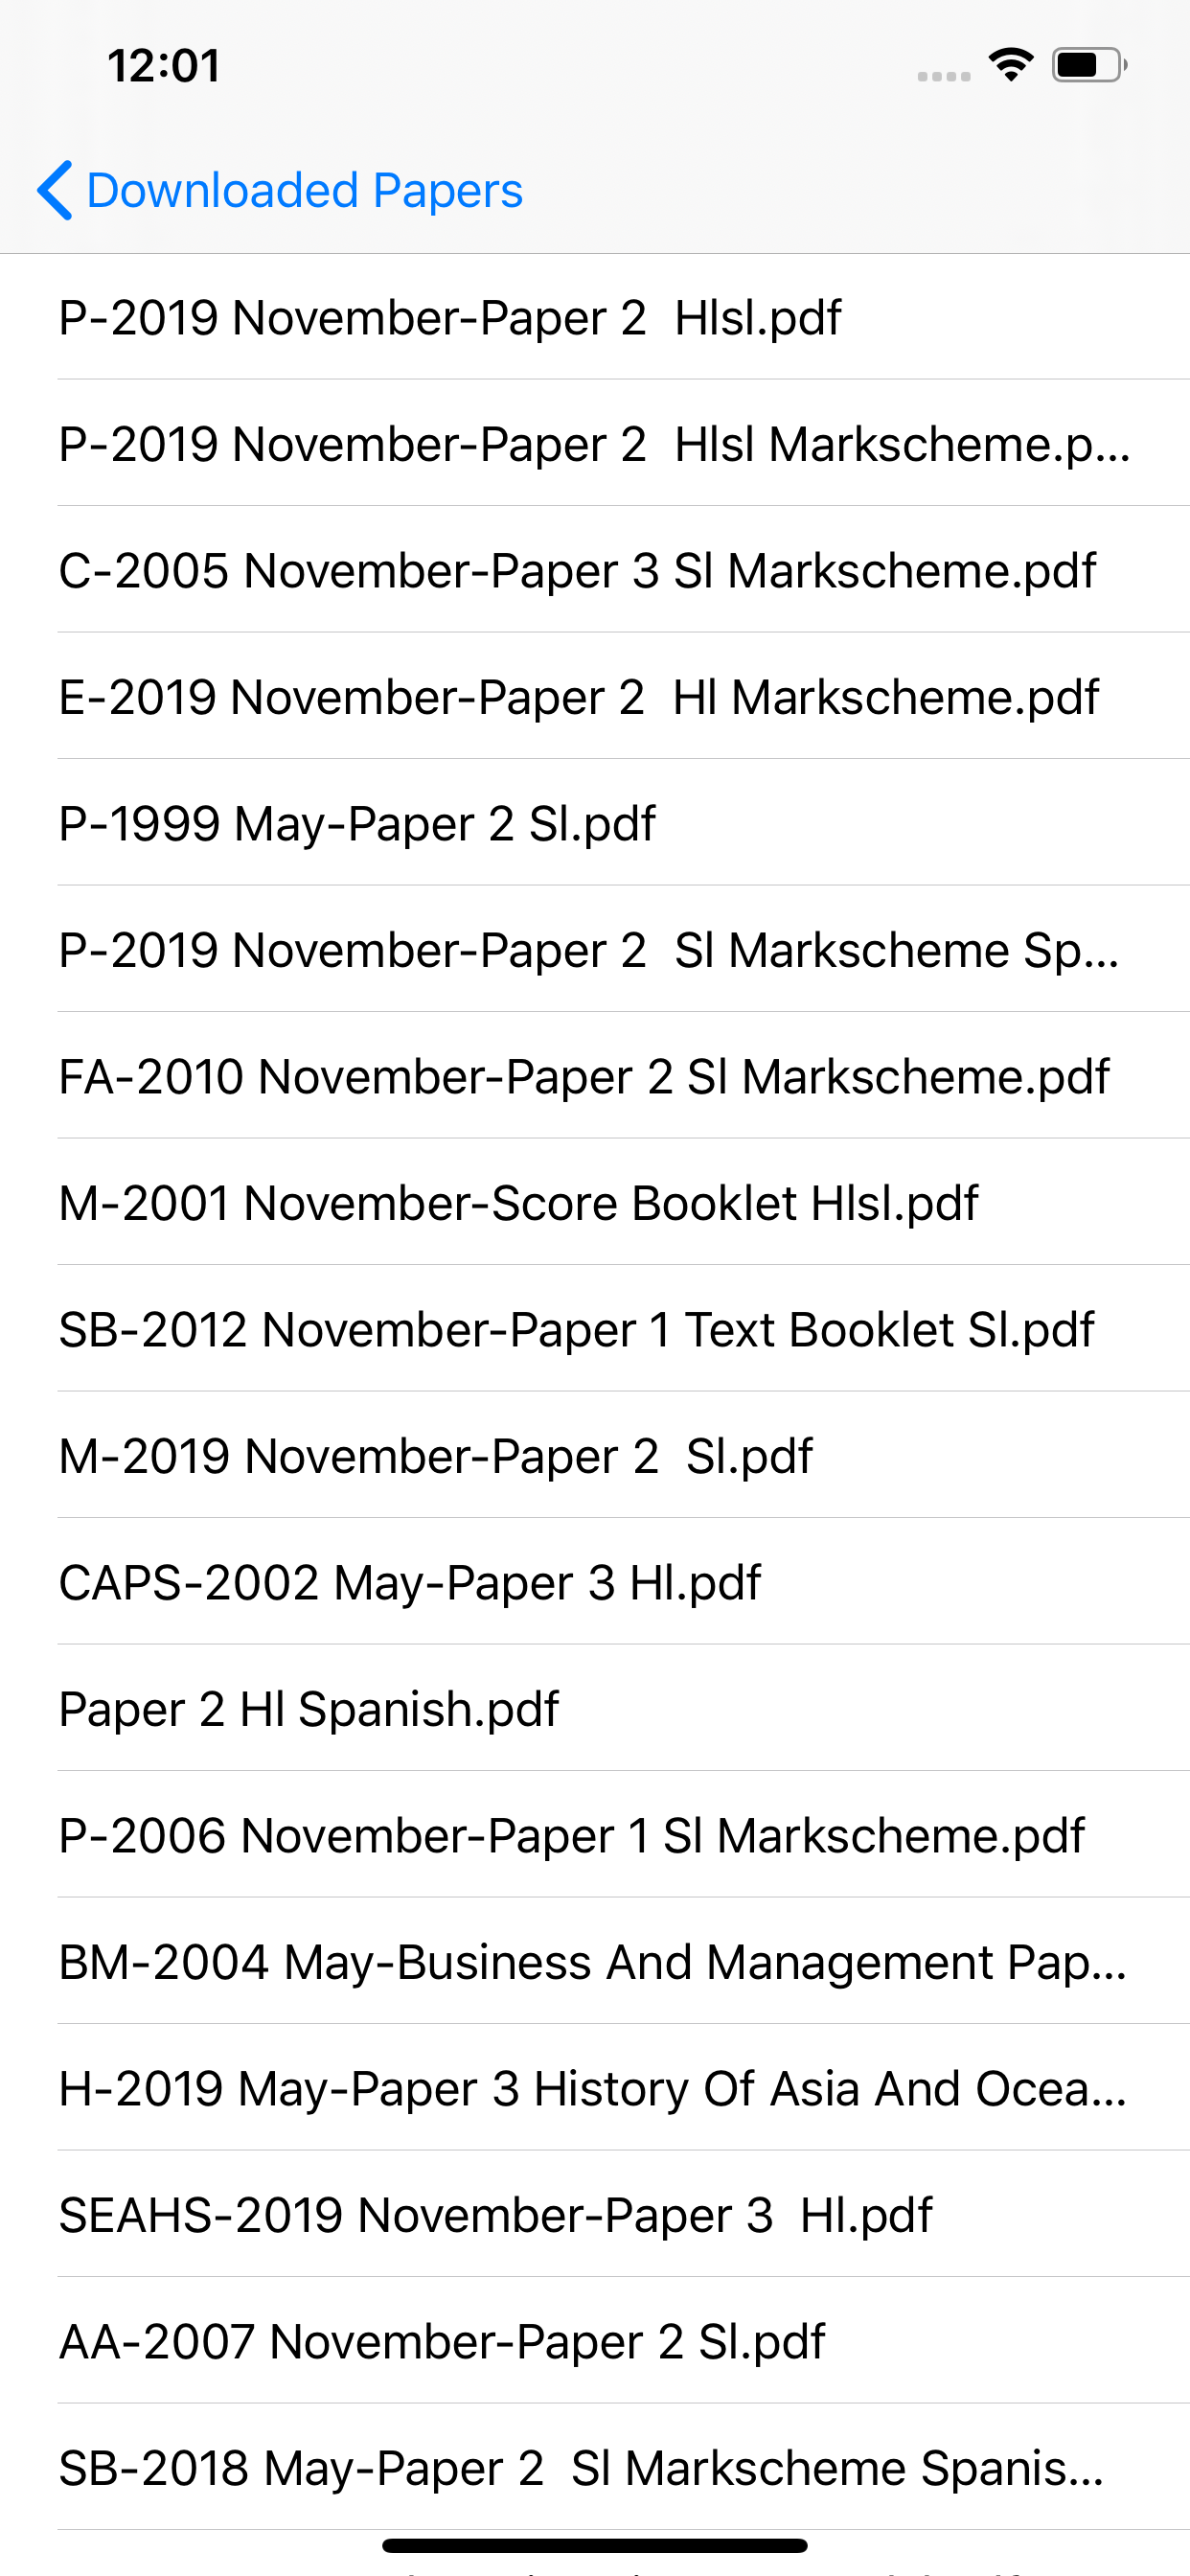 12:01
Downloaded Papers
P-2019 November-Paper 2  Hlsl.pdf
P-2019 November-Paper 2  Hlsl Markscheme.p...
C-2005 November-Paper 3 Sl Markscheme.pdf
E-2019 November-Paper 2  Hl Markscheme.pdf
P-1999 May-Paper 2 Sl.pdf
P-2019 November-Paper 2  Sl Markscheme Sp...
FA-2010 November-Paper 2 Sl Markscheme.pdf
M-2001 November-Score Booklet Hlsl.pdf
SB-2012 November-Paper 1 Text Booklet Sl.pdf
M-2019 November-Paper 2  Sl.pdf
CAPS-2002 May-Paper 3 Hl.pdf
Paper 2 Hl Spanish.pdf
P-2006 November-Paper 1 Sl Markscheme.pdf
BM-2004 May-Business And Management Pap...
H-2019 May-Paper 3 History Of Asia And Ocea...
SEAHS-2019 November-Paper 3  Hl.pdf
AA-2007 November-Paper 2 Sl.pdf
SB-2018 May-Paper 2  Sl Markscheme Spanis...